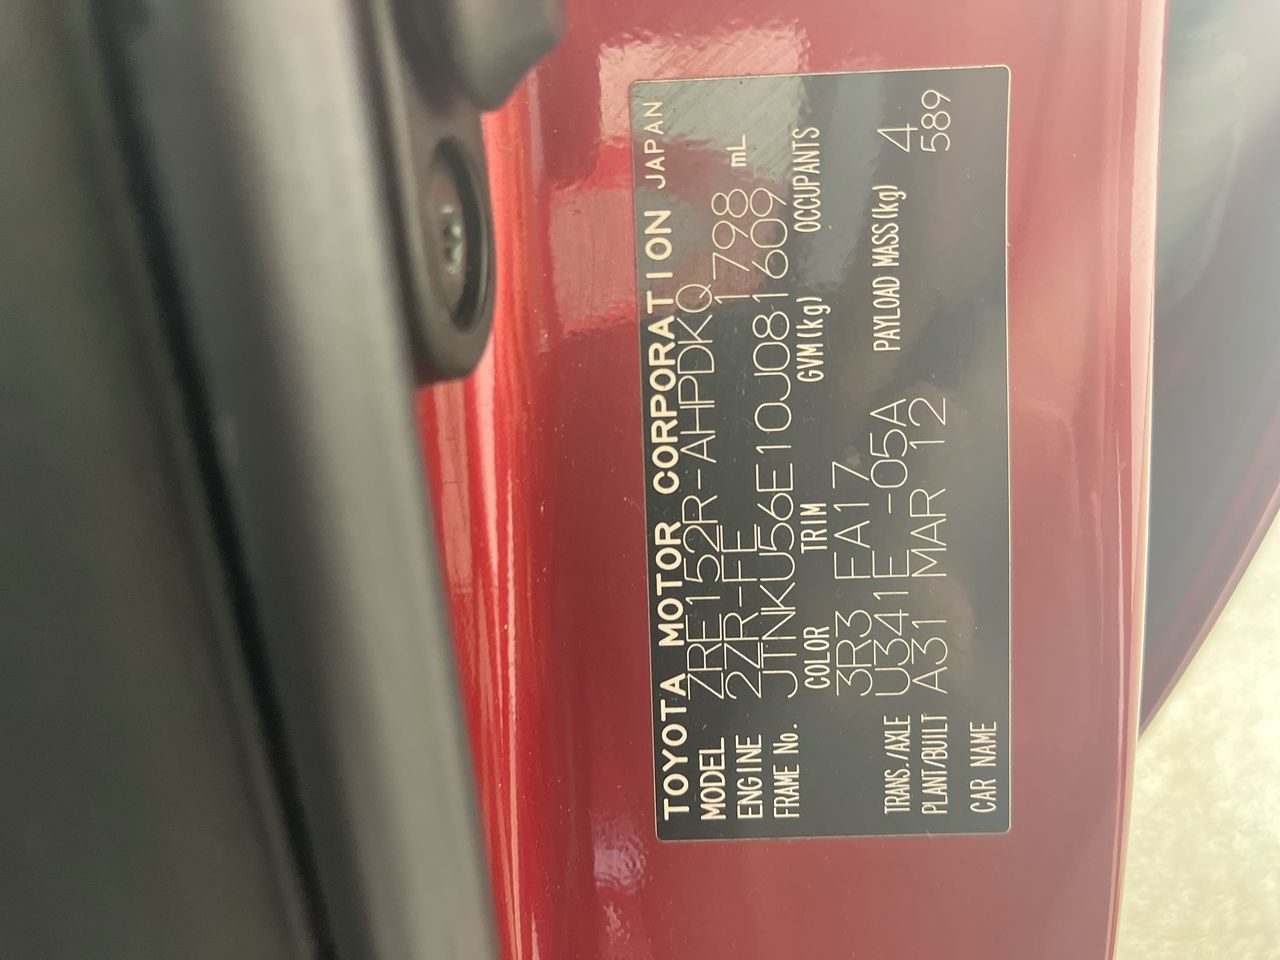 TOYOTA MOTOR CORPORATION JAPAN
MODEL ZRE152R-AHPDKQ
ENGINE 2ZR-FE 1798 mL
FRAME No. JTNKU56E10J081609
COLOR TRIM GVM(kg) OCCUPANTS
3R3 FA17 4
TRANS./AXLE U341E -05A PAYLOAD MASS(kg) 589
PLANT/BUILT A31 MAR 12
CAR NAME